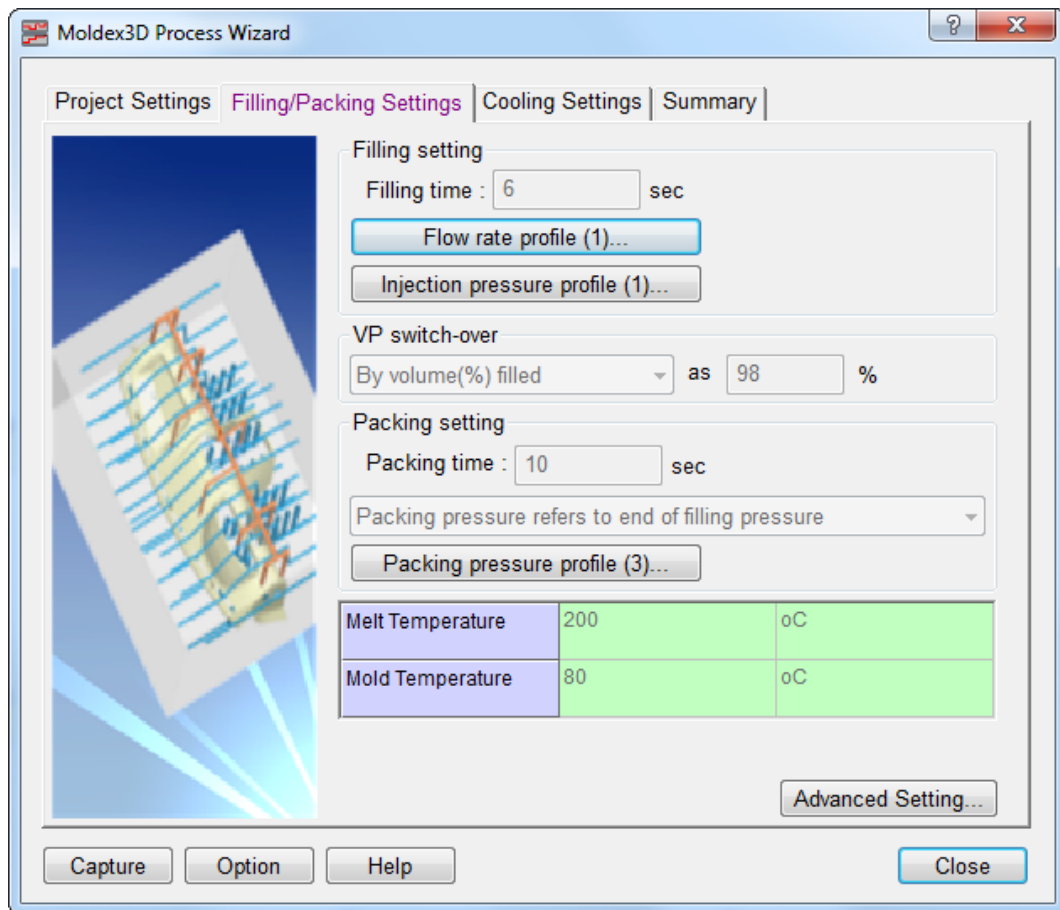 Moldex3D Process Wizard
? X
Project Settings Filling/Packing Settings Cooling Settings Summary
Filling setting
Filling time : 6 sec
Flow rate profile (1)...
Injection pressure profile (1)...
VP switch-over
By volume(%) filled as 98 %
Packing setting
Packing time : 10 sec
Packing pressure refers to end of filling pressure
Packing pressure profile (3)...
Melt Temperature 200 oC
Mold Temperature 80 oC
Advanced Setting...
Capture Option Help Close